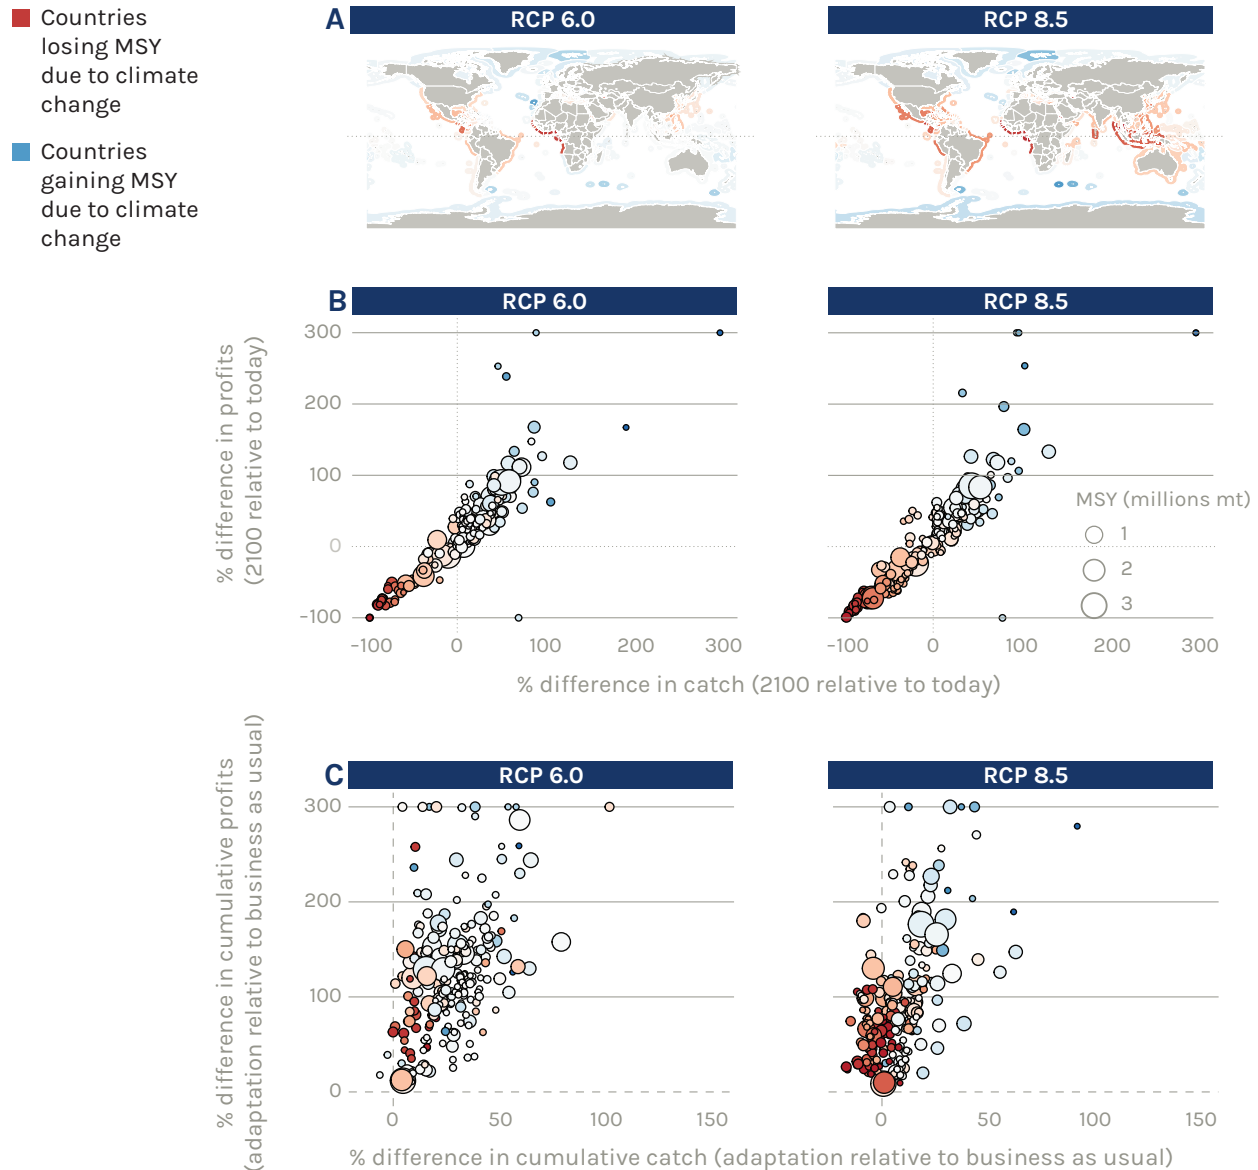 Countries
losing MSY
due to climate
change
Countries
gaining MSY
due to climate
change
A
RCP 6.0
RCP 8.5
B
RCP 6.0
RCP 8.5
% difference in profits
(2100 relative to today)
300
200
100
0
-100
-100 0 100 200 300
-100 0 100 200 300
MSY (millions mt)
1
2
3
% difference in catch (2100 relative to today)
C
RCP 6.0
RCP 8.5
% difference in cumulative profits
(adaptation relative to business as usual)
300
200
100
0
0 50 100 150
0 50 100 150
% difference in cumulative catch (adaptation relative to business as usual)